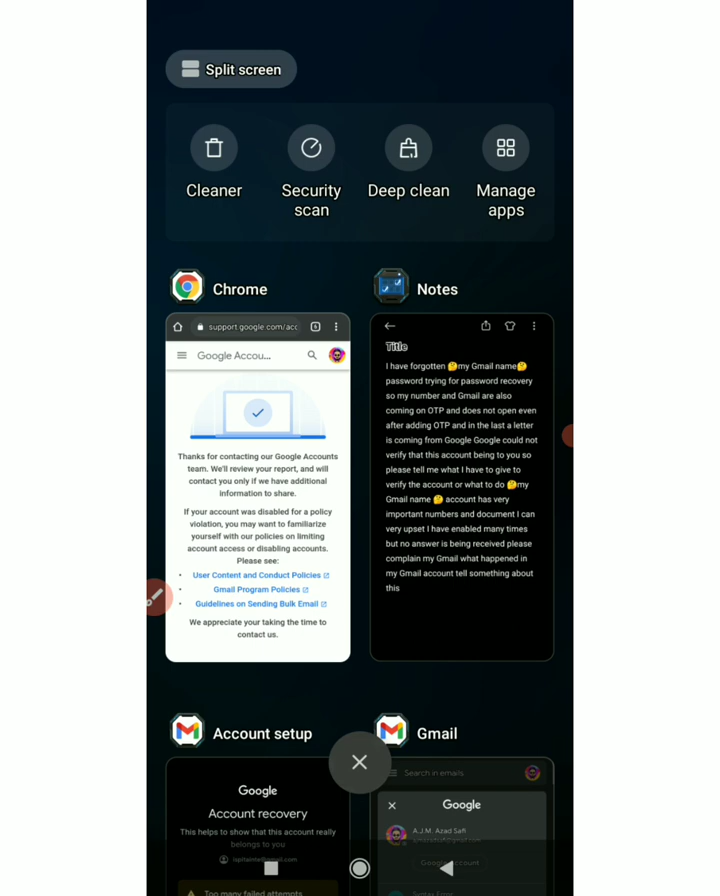 Split screen
Cleaner
Security
scan
Deep clean
Manage
apps
Chrome
support.google.com/acc
Google Accou...
Thanks for contacting our Google Accounts
team. We'll review your report, and will
contact you only if we have additional
information to share.
If your account was disabled for a policy
violation, you may want to familiarize
yourself with our policies on limiting
account access or disabling accounts.
Please see:
• User Content and Conduct Policies
• Gmail Program Policies
• Guidelines on Sending Bulk Email
We appreciate your taking the time to
contact us.
Notes
Title
I have forgotten 🤔my Gmail name🤔
password trying for password recovery
so my number and Gmail are also
coming on OTP and does not open even
after adding OTP and in the last a letter
is coming from Google Google could not
verify that this account being to you so
please tell me what I have to give to
verify the account or what to do 🤔my
Gmail name 🤔 account has very
important numbers and document I can
very upset I have enabled many times
but no answer is being received please
complain my Gmail what happened in
my Gmail account tell something about
this
Account setup
Google
Account recovery
This helps to show that this account really
belongs to you
Too many failed attempts
Gmail
Search in emails
Google
A.J.M. Azad Safi
Google Account
Syntax Error